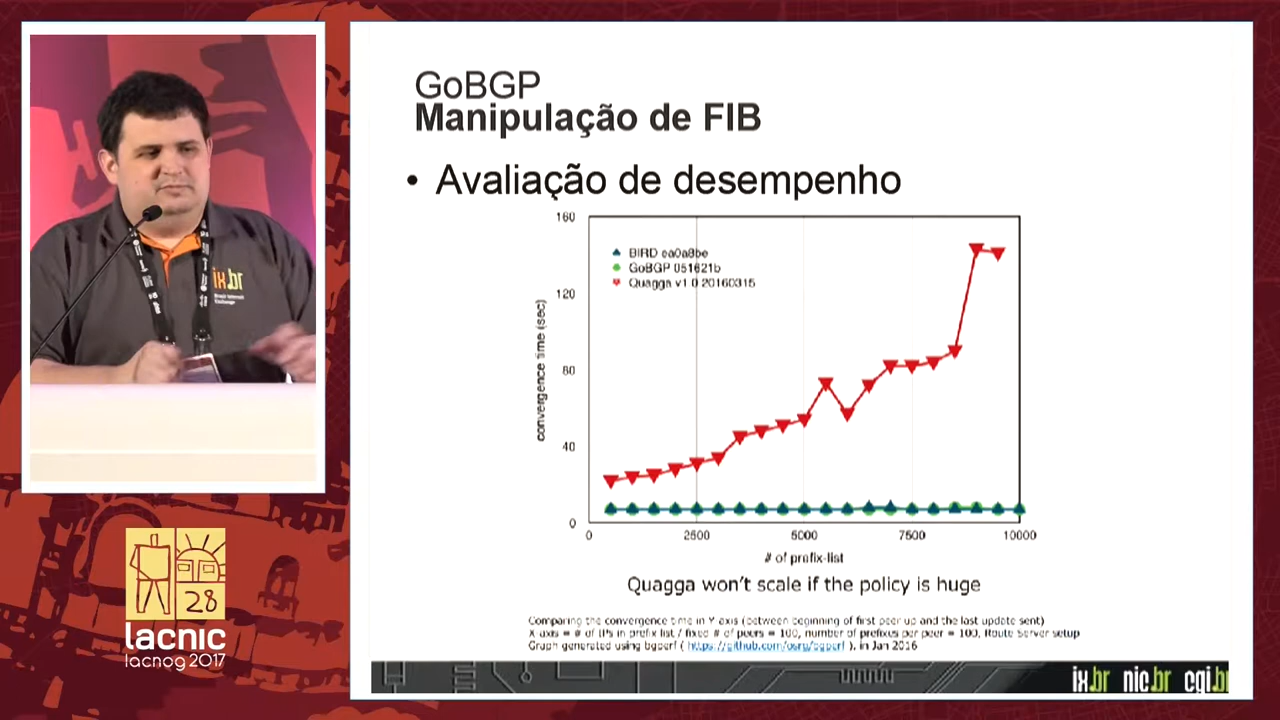 GoBGP
Manipulação de FIB
• Avaliação de desempenho
160
120
80
40
0
convergence time (sec)
BIRD ea0a8be
GoBGP 051621b
Quagga v1.0 20160315
0 2500 5000 7500 10000
# of prefix-list
Quagga won't scale if the policy is huge
Comparing the convergence time in Y axis (between beginning of first peer up and the last update sent)
X-axis = # of IPs in prefix list / fixed # of peers = 100, number of prefixes per peer = 100, Route Server setup
Graph generated using bgperf ( https://github.com/osrg/bgperf ), in Jan 2016
ix.br nic.br cgi.br
ix.br
28
lacnic
lacnog 2017